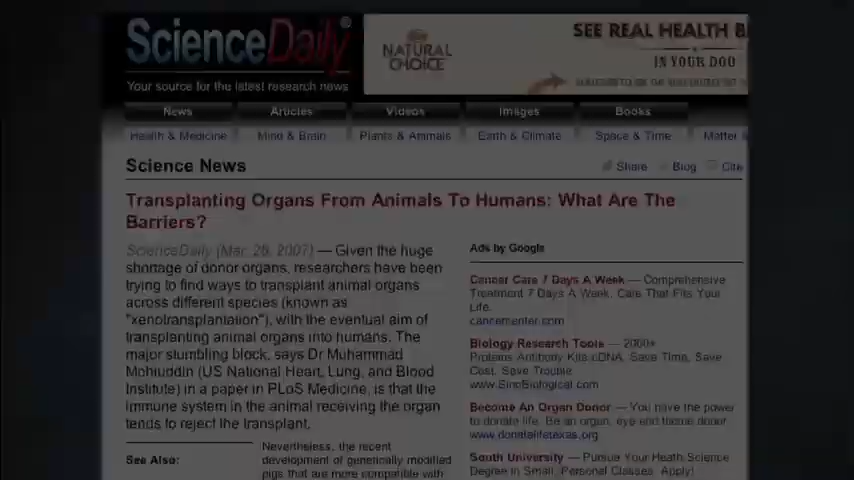 ScienceDaily®
Your source for the latest research news
NATURAL
CHOICE
SEE REAL HEALTH B
IN YOUR DOG
News Articles Videos Images Books
Health & Medicine Mind & Brain Plants & Animals Earth & Climate Space & Time Matter &
Science News
Share Blog Cite
Transplanting Organs From Animals To Humans: What Are The
Barriers?
ScienceDaily (Mar. 26, 2007) — Given the huge
shortage of donor organs, researchers have been
trying to find ways to transplant animal organs
across different species (known as
"xenotransplantation"), with the eventual aim of
transplanting animal organs into humans. The
major stumbling block, says Dr Muhammad
Mohiuddin (US National Heart, Lung, and Blood
Institute) in a paper in PLoS Medicine, is that the
immune system in the animal receiving the organ
tends to reject the transplant.
See Also:
Nevertheless, the recent
development of genetically modified
pigs that are more compatible with
Ads by Google
Cancer Care 7 Days A Week — Comprehensive
Treatment 7 Days A Week. Care That Fits Your
Life.
cancercenter.com
Biology Research Tools — 2000+
Proteins Antibody Kits cDNA, Save Time, Save
Cost, Save Trouble
www.SinoBiological.com
Become An Organ Donor — You have the power
to donate life. Be an organ, eye and tissue donor
www.donatelifetexas.org
South University — Pursue Your Heath Science
Degree in Small, Personal Classes. Apply!